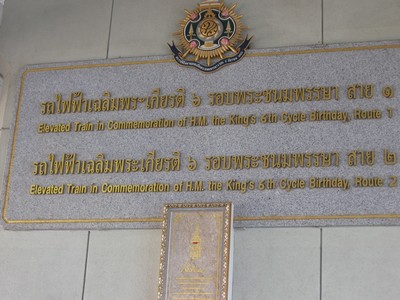 รถไฟฟ้าเฉลิมพระเกียรติ ๖ รอบพระชนมพรรษา สาย ๑
Elevated Train in Commemoration of H.M. the King's 6th Cycle Birthday, Route 1
รถไฟฟ้าเฉลิมพระเกียรติ ๖ รอบพระชนมพรรษา สาย ๒
Elevated Train in Commemoration of H.M. the King's 6th Cycle Birthday, Route 2